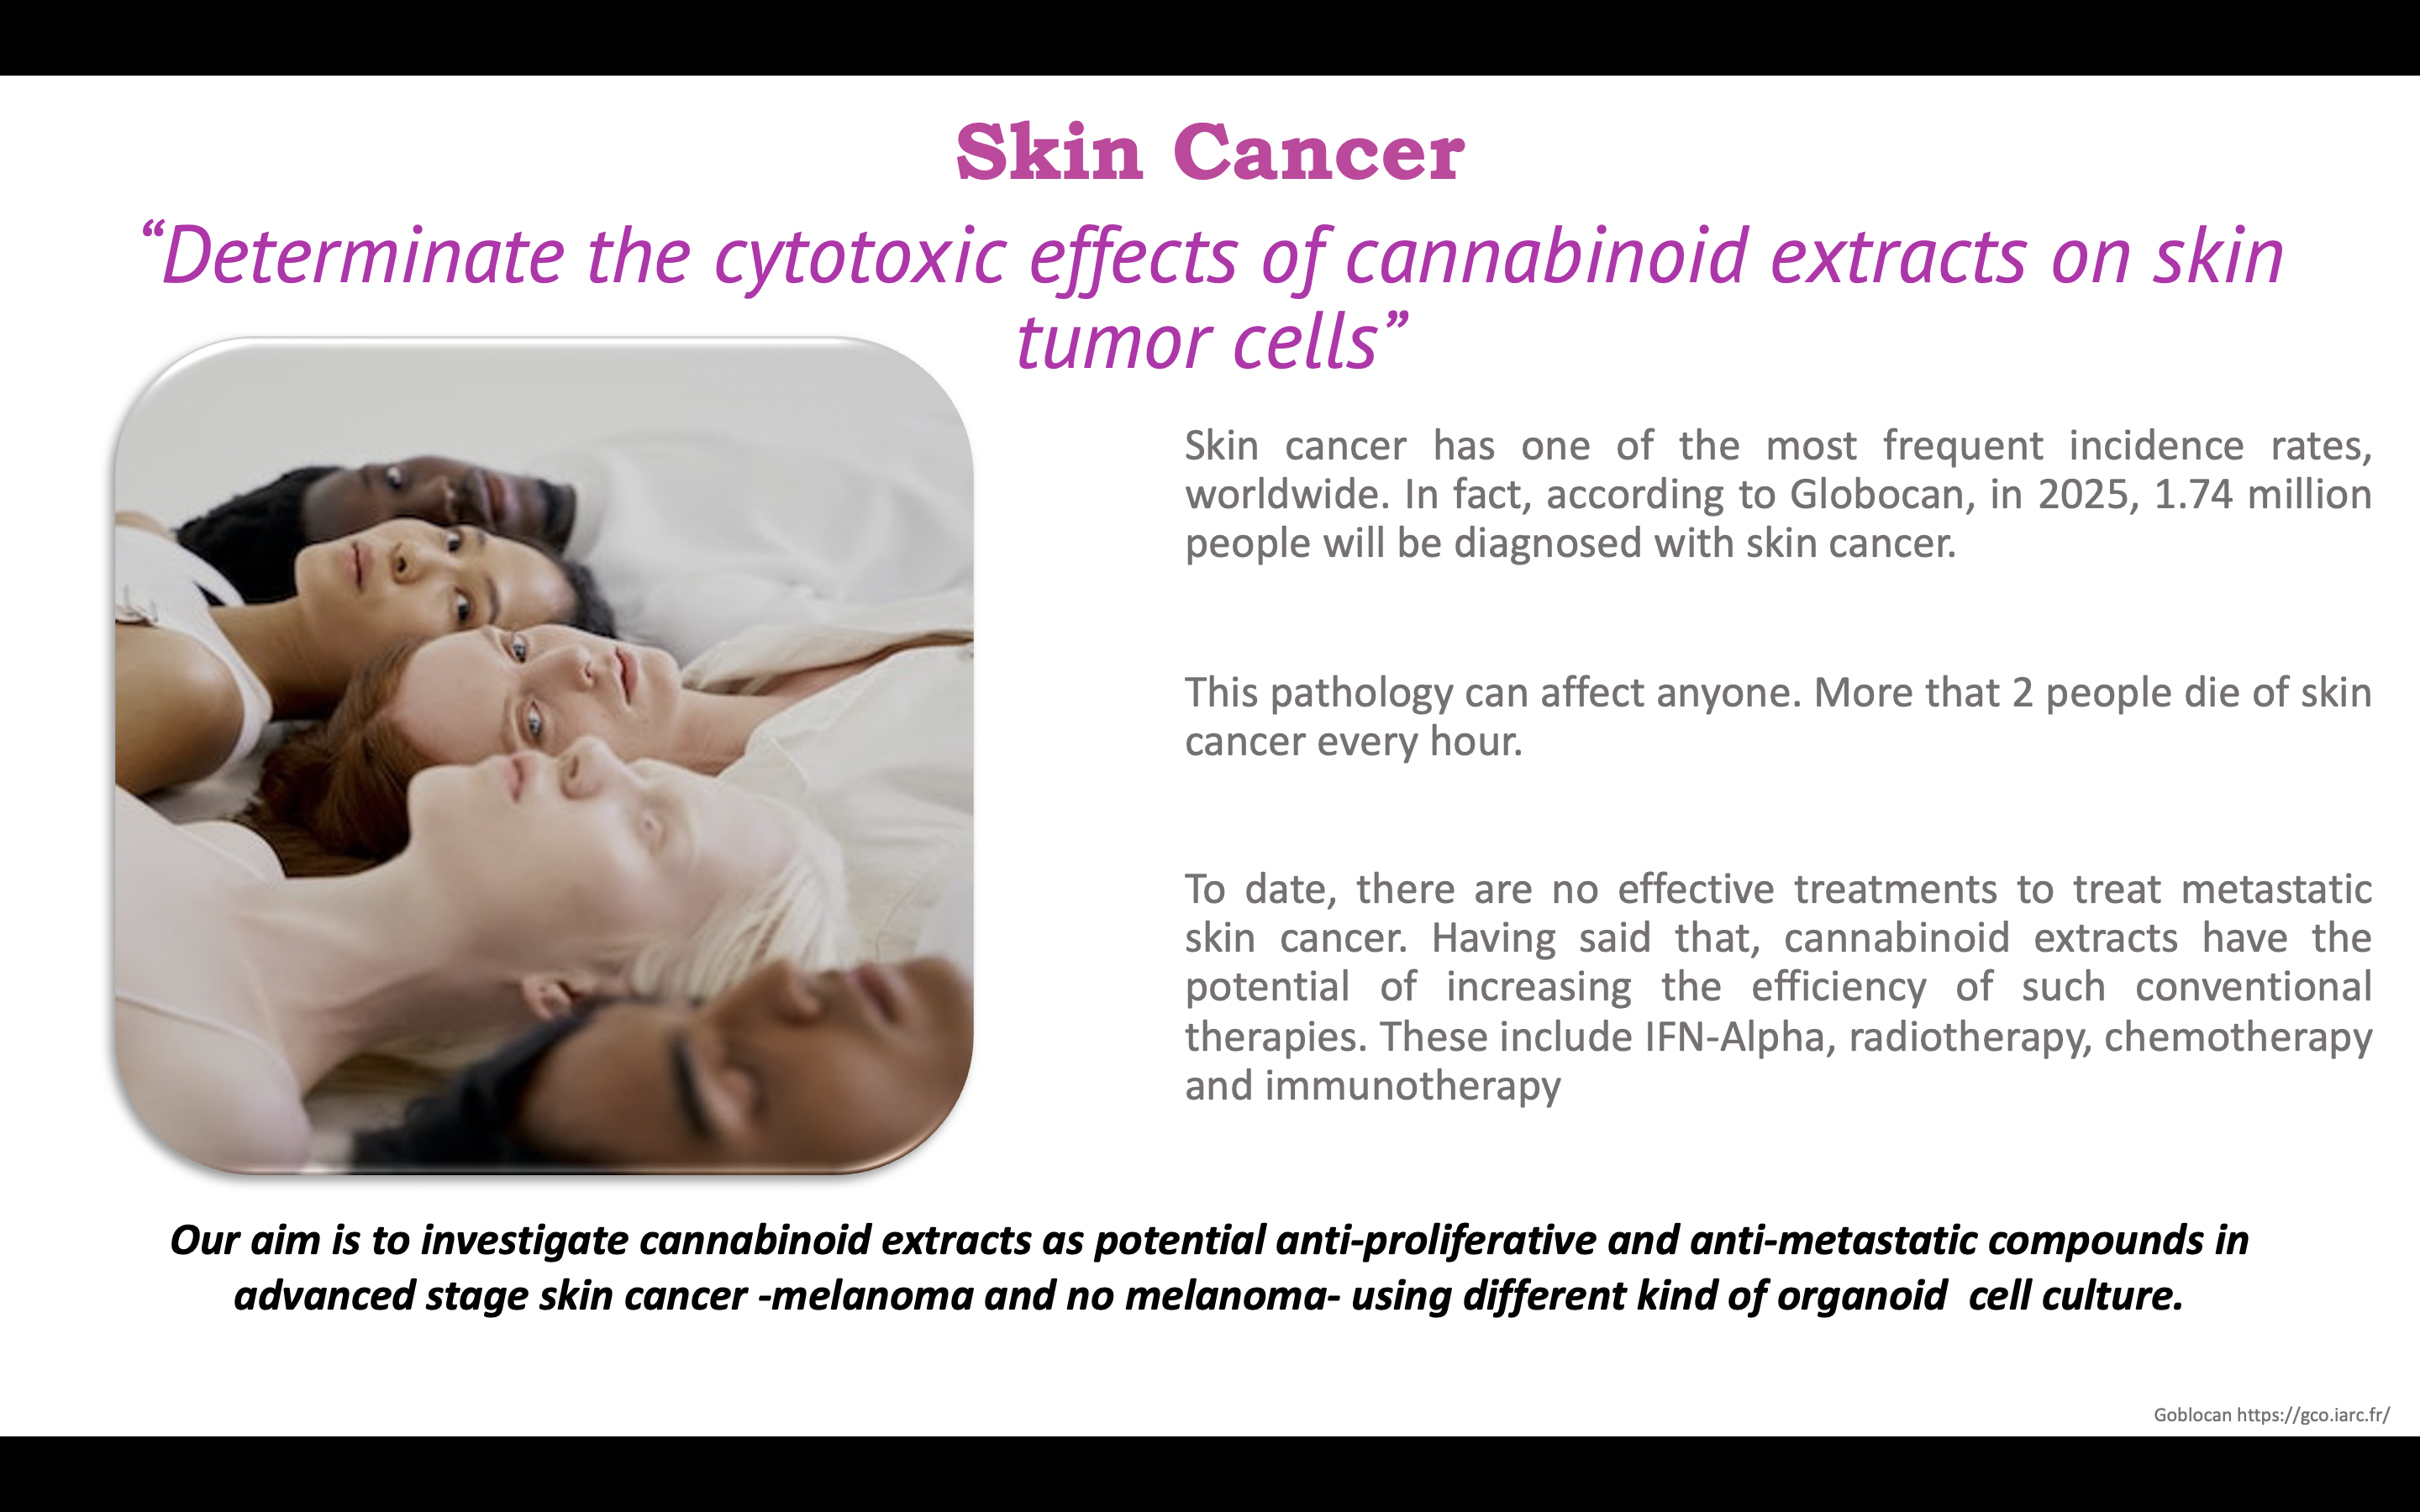 Skin Cancer
“Determinate the cytotoxic effects of cannabinoid extracts on skin
tumor cells”
Skin cancer has one of the most frequent incidence rates,
worldwide. In fact, according to Globocan, in 2025, 1.74 million
people will be diagnosed with skin cancer.
This pathology can affect anyone. More that 2 people die of skin
cancer every hour.
To date, there are no effective treatments to treat metastatic
skin cancer. Having said that, cannabinoid extracts have the
potential of increasing the efficiency of such conventional
therapies. These include IFN-Alpha, radiotherapy, chemotherapy
and immunotherapy
Our aim is to investigate cannabinoid extracts as potential anti-proliferative and anti-metastatic compounds in
advanced stage skin cancer -melanoma and no melanoma- using different kind of organoid  cell culture.
Goblocan https://gco.iarc.fr/